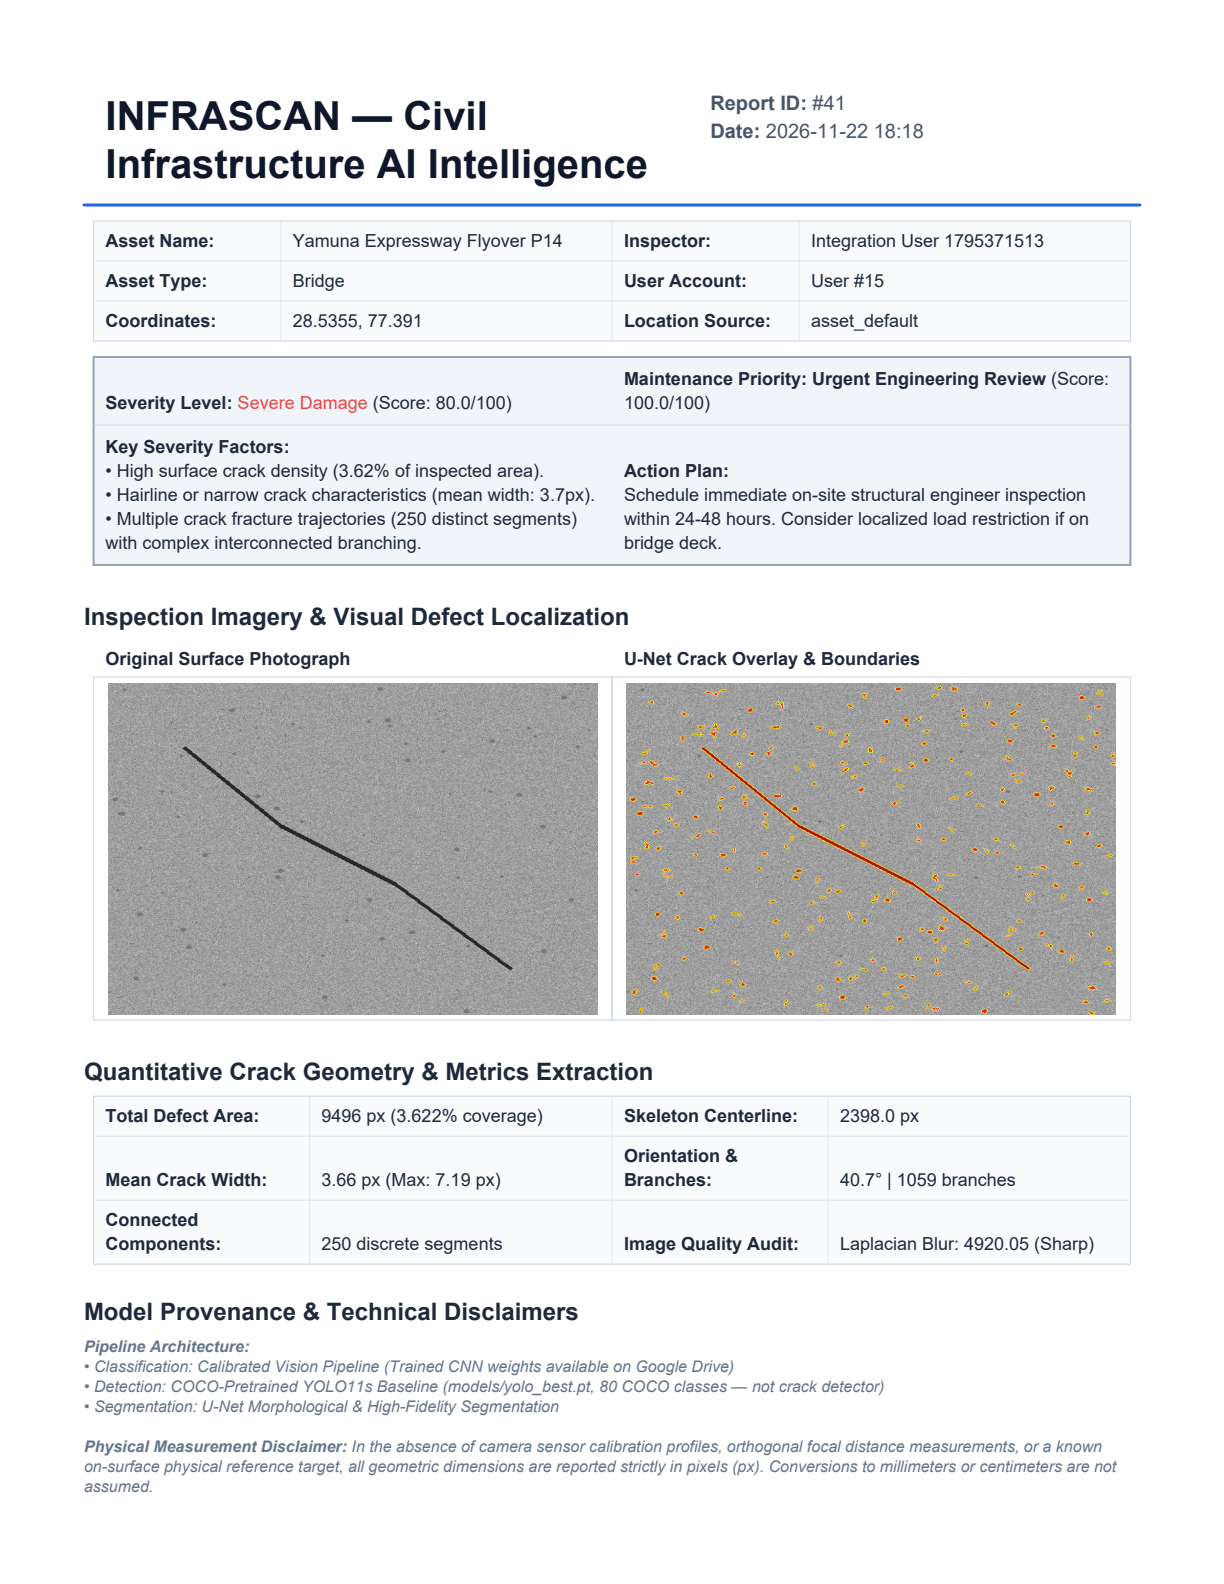 INFRASCAN — Civil
Infrastructure AI Intelligence
Report ID: #41
Date: 2026-11-22 18:18
Asset Name: Yamuna Expressway Flyover P14 Inspector: Integration User 1795371513
Asset Type: Bridge User Account: User #15
Coordinates: 28.5355, 77.391 Location Source: asset_default
Severity Level: Severe Damage (Score: 80.0/100)
Maintenance Priority: Urgent Engineering Review (Score:
100.0/100)
Key Severity Factors:
• High surface crack density (3.62% of inspected area).
• Hairline or narrow crack characteristics (mean width: 3.7px).
• Multiple crack fracture trajectories (250 distinct segments)
with complex interconnected branching.
Action Plan:
Schedule immediate on-site structural engineer inspection
within 24-48 hours. Consider localized load restriction if on
bridge deck.
Inspection Imagery & Visual Defect Localization
Original Surface Photograph
U-Net Crack Overlay & Boundaries
Quantitative Crack Geometry & Metrics Extraction
Total Defect Area: 9496 px (3.622% coverage) Skeleton Centerline: 2398.0 px
Mean Crack Width: 3.66 px (Max: 7.19 px)
Orientation &
Branches: 40.7° | 1059 branches
Connected
Components: 250 discrete segments
Image Quality Audit: Laplacian Blur: 4920.05 (Sharp)
Model Provenance & Technical Disclaimers
Pipeline Architecture:
• Classification: Calibrated Vision Pipeline (Trained CNN weights available on Google Drive)
• Detection: COCO-Pretrained YOLO11s Baseline (models/yolo_best.pt, 80 COCO classes — not crack detector)
• Segmentation: U-Net Morphological & High-Fidelity Segmentation
Physical Measurement Disclaimer: In the absence of camera sensor calibration profiles, orthogonal focal distance measurements, or a known
on-surface physical reference target, all geometric dimensions are reported strictly in pixels (px). Conversions to millimeters or centimeters are not
assumed.